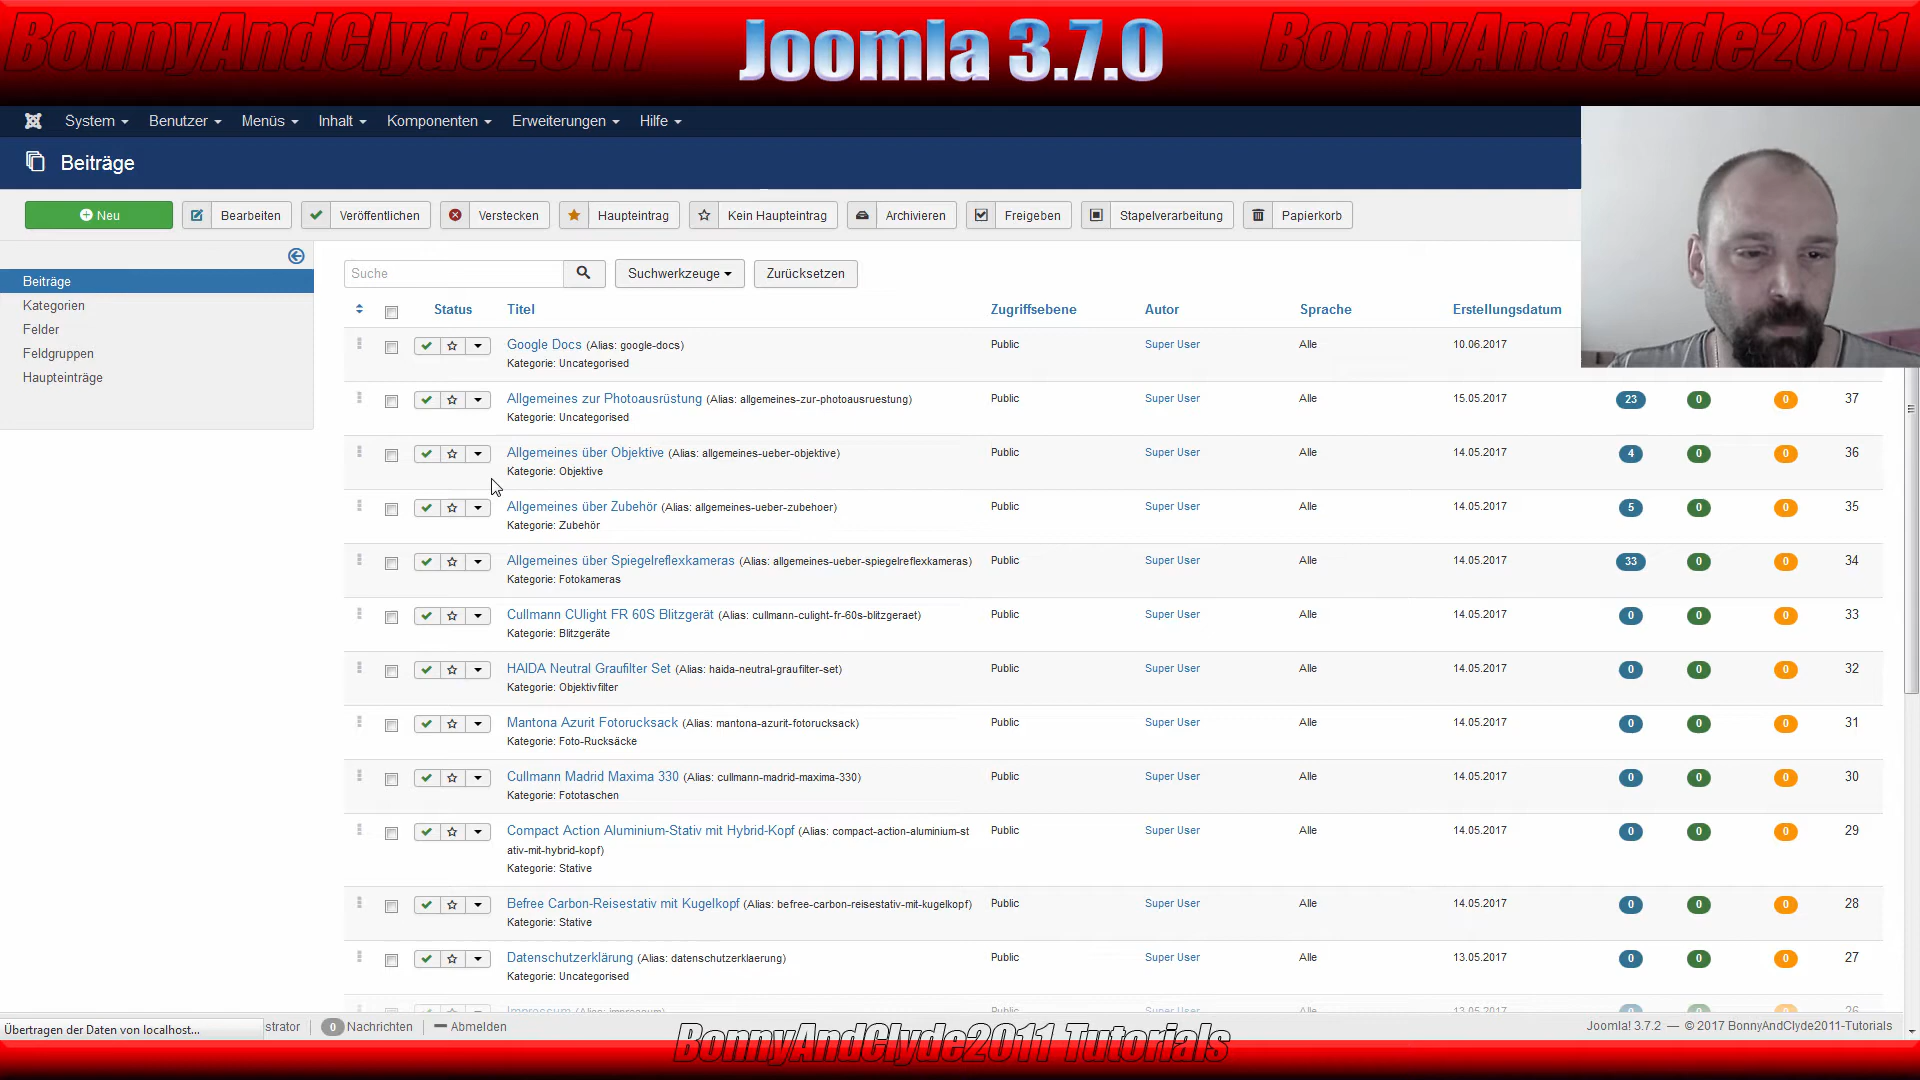 BonnyAndClyde2011
Joomla 3.7.0
BonnyAndClyde2011
System Benutzer Menüs Inhalt Komponenten Erweiterungen Hilfe
Beiträge
Neu Bearbeiten Veröffentlichen Verstecken Haupteintrag Kein Haupteintrag Archivieren Freigeben Stapelverarbeitung Papierkorb
Beiträge
Kategorien
Felder
Feldgruppen
Haupteinträge
Suche Suchwerkzeuge Zurücksetzen
Status Titel Zugriffsebene Autor Sprache Erstellungsdatum
Google Docs (Alias: google-docs) Public Super User Alle 10.06.2017
Kategorie: Uncategorised
Allgemeines zur Photoausrüstung (Alias: allgemeines-zur-photoausruestung) Public Super User Alle 15.05.2017 23 0 0 37
Kategorie: Uncategorised
Allgemeines über Objektive (Alias: allgemeines-ueber-objektive) Public Super User Alle 14.05.2017 4 0 0 36
Kategorie: Objektive
Allgemeines über Zubehör (Alias: allgemeines-ueber-zubehoer) Public Super User Alle 14.05.2017 5 0 0 35
Kategorie: Zubehör
Allgemeines über Spiegelreflexkameras (Alias: allgemeines-ueber-spiegelreflexkameras) Public Super User Alle 14.05.2017 33 0 0 34
Kategorie: Fotokameras
Cullmann CUlight FR 60S Blitzgerät (Alias: cullmann-culight-fr-60s-blitzgeraet) Public Super User Alle 14.05.2017 0 0 0 33
Kategorie: Blitzgeräte
HAIDA Neutral Graufilter Set (Alias: haida-neutral-graufilter-set) Public Super User Alle 14.05.2017 0 0 0 32
Kategorie: Objektivfilter
Mantona Azurit Fotorucksack (Alias: mantona-azurit-fotorucksack) Public Super User Alle 14.05.2017 0 0 0 31
Kategorie: Foto-Rucksäcke
Cullmann Madrid Maxima 330 (Alias: cullmann-madrid-maxima-330) Public Super User Alle 14.05.2017 0 0 0 30
Kategorie: Fototaschen
Compact Action Aluminium-Stativ mit Hybrid-Kopf (Alias: compact-action-aluminium-st Public Super User Alle 14.05.2017 0 0 0 29
ativ-mit-hybrid-kopf)
Kategorie: Stative
Befree Carbon-Reisestativ mit Kugelkopf (Alias: befree-carbon-reisestativ-mit-kugelkopf) Public Super User Alle 14.05.2017 0 0 0 28
Kategorie: Stative
Datenschutzerklärung (Alias: datenschutzerklaerung) Public Super User Alle 13.05.2017 0 0 0 27
Kategorie: Uncategorised
Impressum (Alias: impressum) Public Super User Alle 13.05.2017 0 0 0 26
Übertragen der Daten von localhost... strator 0 Nachrichten Abmelden Joomla! 3.7.2 — © 2017 BonnyAndClyde2011-Tutorials
BonnyAndClyde2011 Tutorials